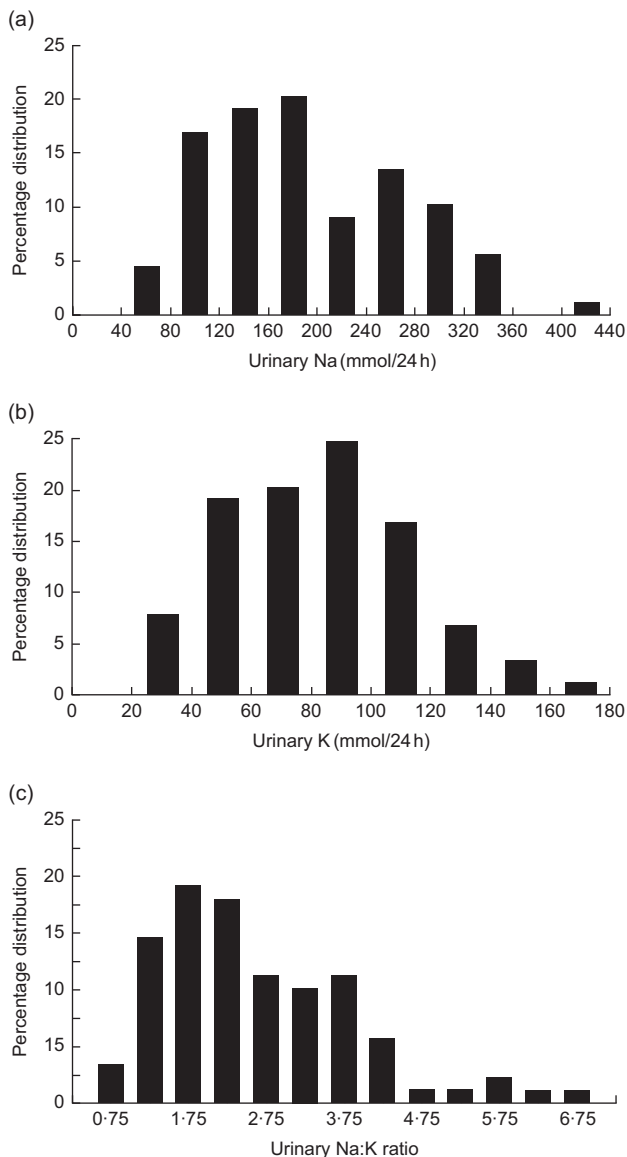 (a)
25
20
15
10
5
0
0 40 80 120 160 200 240 280 320 360 400 440
Percentage distribution
Urinary Na (mmol/24 h)
(b)
25
20
15
10
5
0
0 20 40 60 80 100 120 140 160 180
Percentage distribution
Urinary K (mmol/24 h)
(c)
25
20
15
10
15
0
0·75 1·75 2·75 3·75 4·75 5·75 6·75
Percentage distribution
Urinary Na:K ratio